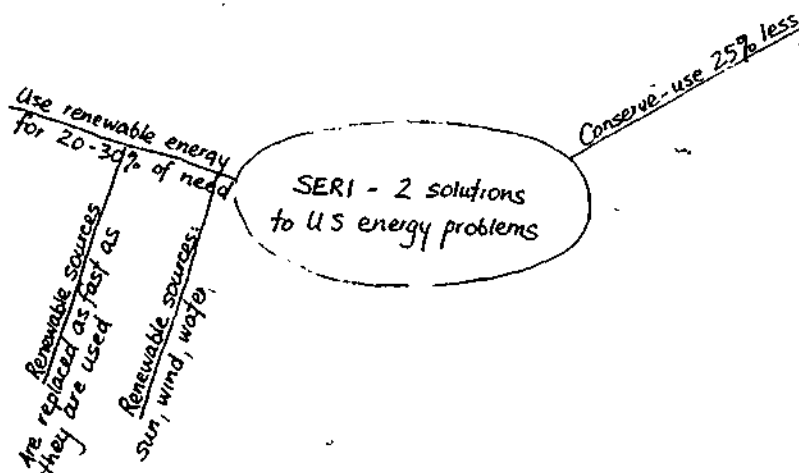 Conserve-use 25% less
Use renewable energy
for 20-30% of need
SERI - 2 solutions
to US energy problems
Renewable sources
Are replaced as fast as
they are used
Renewable sources:
sun, wind, water